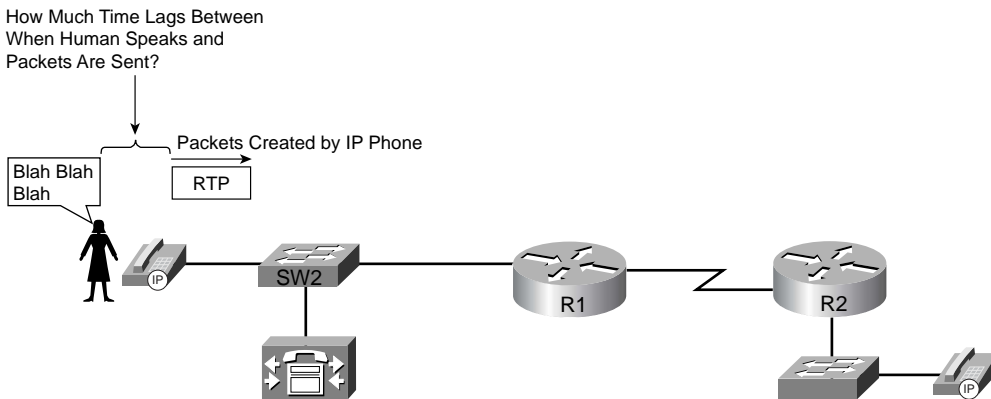 How Much Time Lags Between
When Human Speaks and
Packets Are Sent?
Packets Created by IP Phone
Blah Blah
Blah
RTP
IP
SW2
R1
R2
IP